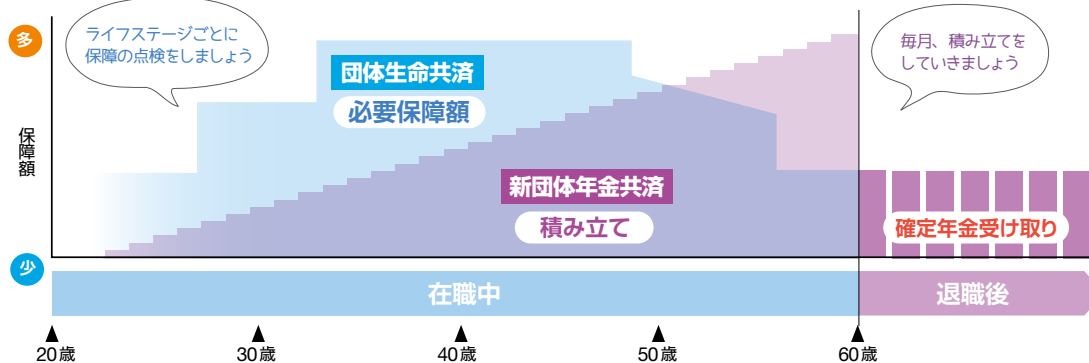 多
ライフステージごとに
保障の点検をしましょう
毎月、積み立てを
していきましょう
団体生命共済
必要保障額
保障額
新団体年金共済
積み立て
確定年金受け取り
少
在職中
退職後
20歳
30歳
40歳
50歳
60歳